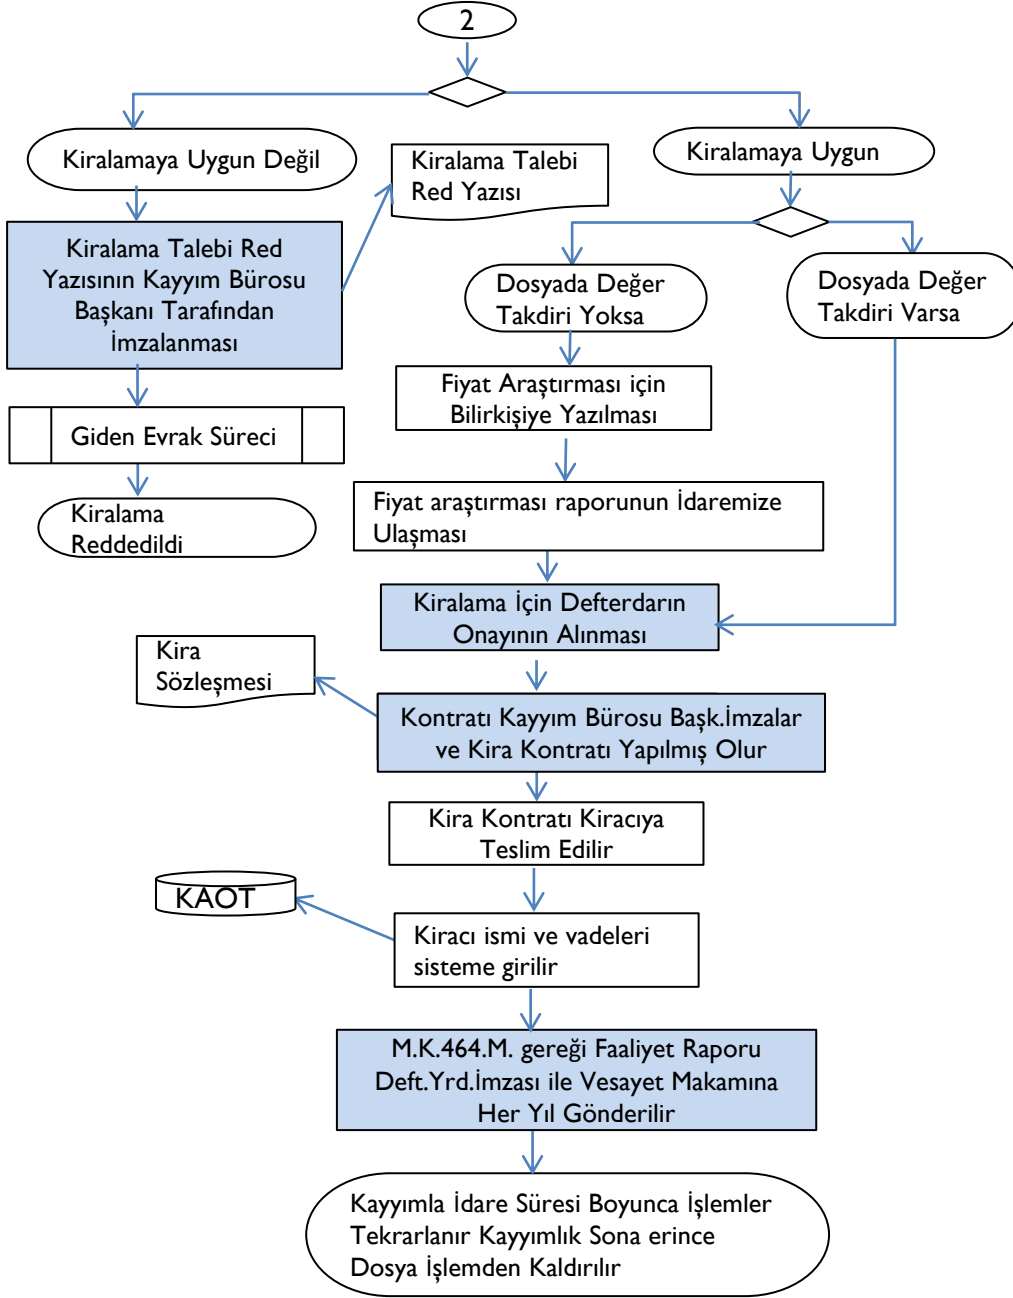 2
Kiralamaya Uygun Değil
Kiralama Talebi
Red Yazısı
Kiralamaya Uygun
Kiralama Talebi Red
Yazısının Kayyım Bürosu
Başkanı Tarafından
İmzalanması
Dosyada Değer
Takdiri Yoksa
Dosyada Değer
Takdiri Varsa
Fiyat Araştırması için
Bilirkişiye Yazılması
Giden Evrak Süreci
Kiralama
Reddedildi
Fiyat araştırması raporunun İdaremize
Ulaşması
Kiralama İçin Defterdarın
Onayının Alınması
Kira
Sözleşmesi
Kontratı Kayyım Bürosu Başk.İmzalar
ve Kira Kontratı Yapılmış Olur
Kira Kontratı Kiracıya
Teslim Edilir
KAOT
Kiracı ismi ve vadeleri
sisteme girilir
M.K.464.M. gereği Faaliyet Raporu
Deft.Yrd.İmzası ile Vesayet Makamına
Her Yıl Gönderilir
Kayyımla İdare Süresi Boyunca İşlemler
Tekrarlanır Kayyımlık Sona erince
Dosya İşlemden Kaldırılır